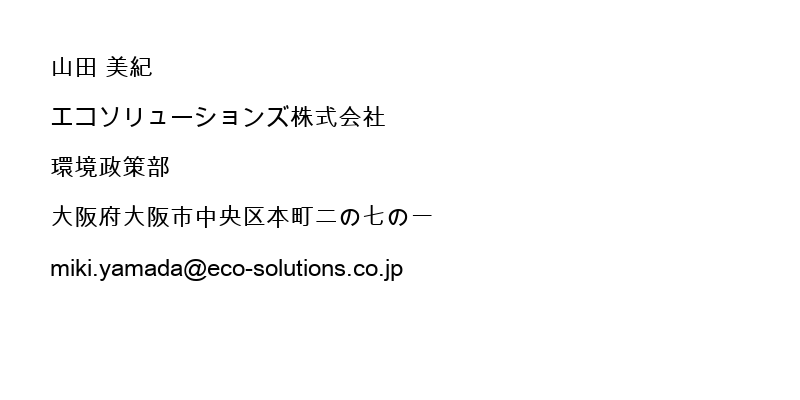 山田 美紀
エコソリューションズ株式会社
環境政策部
大阪府大阪市中央区本町二の七の一
miki.yamada@eco-solutions.co.jp